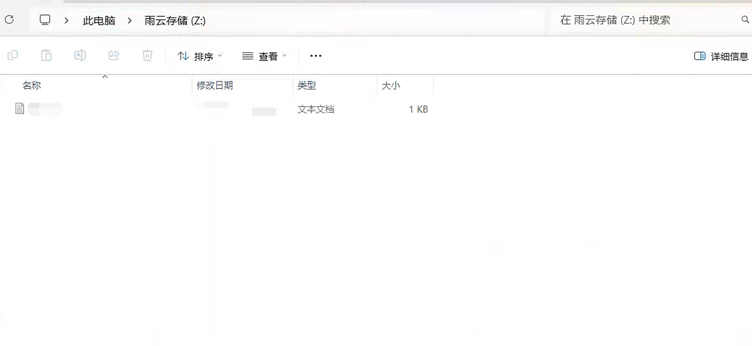 此电脑 雨云存储 (Z:) 在 雨云存储 (Z:) 中搜索
排序 查看 ··· 详细信息
名称 修改日期 类型 大小
文本文档 1 KB